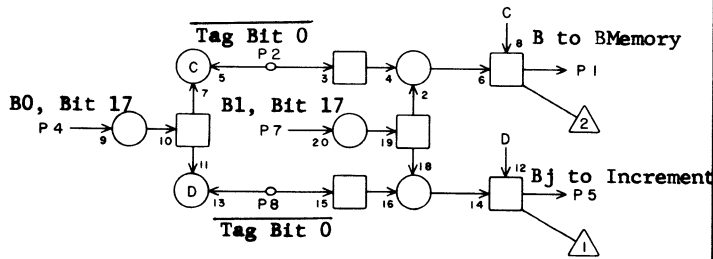 Tag Bit 0
C
P2
8
B to BMemory
C
5
3
4
6
P1
7
2
B0, Bit 17
B1, Bit 17
2
P4
P7
9
10
20
19
11
18
D
12
Bj to Increment
D
13
P8
15
16
14
P5
Tag Bit 0
1